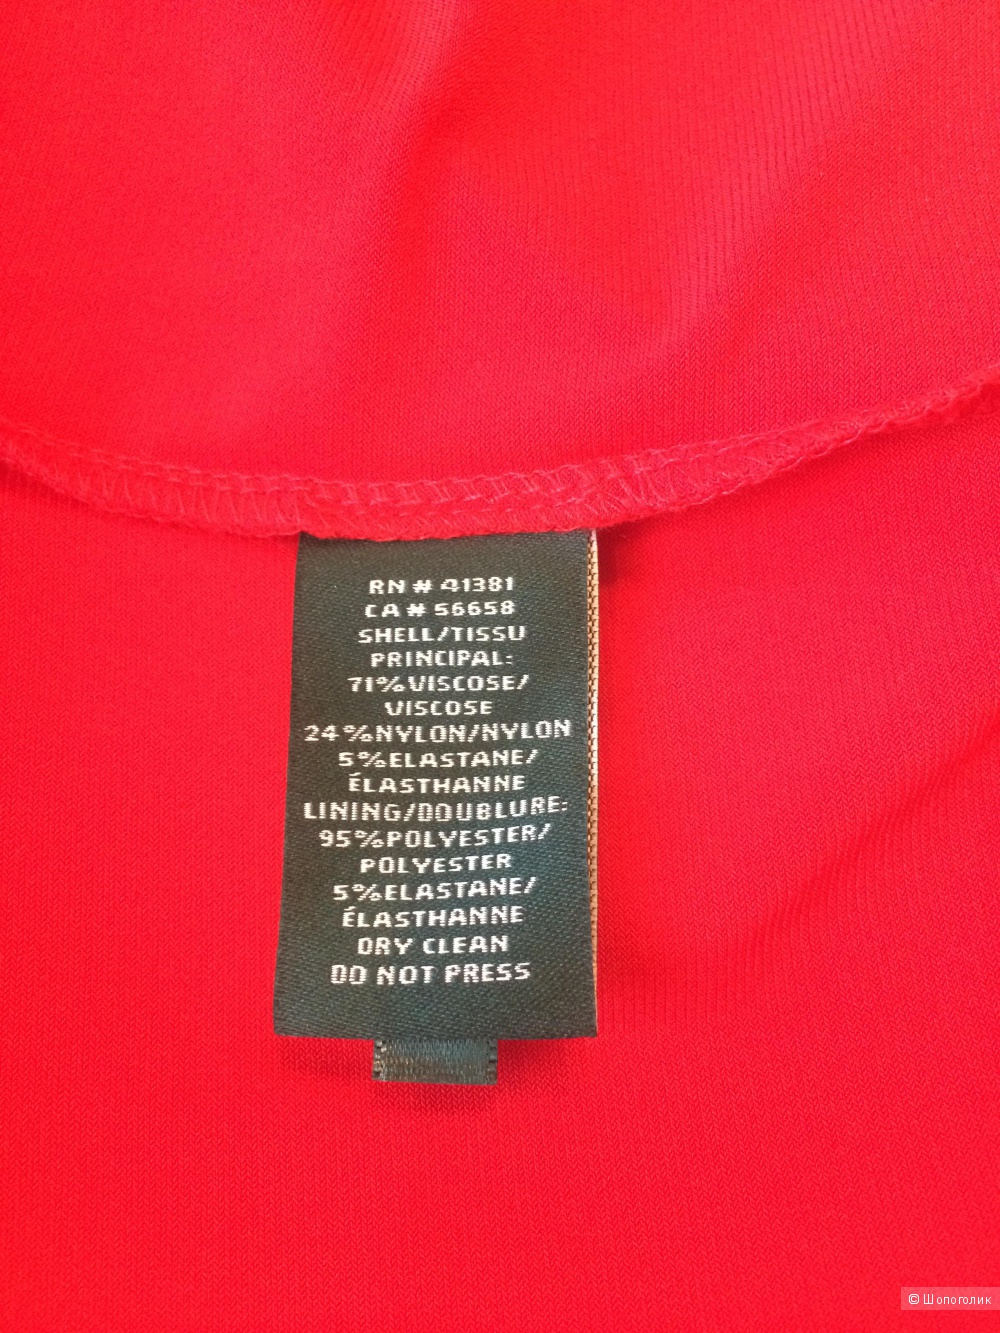 RN # 41381
CA # 56658
SHELL/TISSU
PRINCIPAL:
71%VISCOSE/
VISCOSE
24%NYLON/NYLON
5%ELASTANE/
ÉLASTHANNE
LINING/DOUBLURE:
95%POLYESTER/
POLYESTER
5%ELASTANE/
ÉLASTHANNE
DRY CLEAN
DO NOT PRESS
© Шопоголик